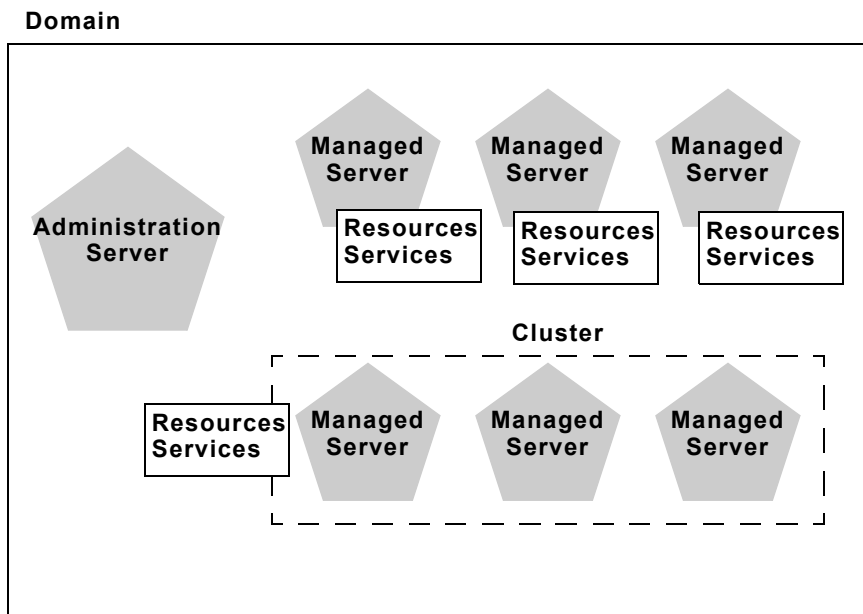 Domain
Managed
Server
Managed
Server
Managed
Server
Administration
Server
Resources
Services
Resources
Services
Resources
Services
Cluster
Resources
Services
Managed
Server
Managed
Server
Managed
Server